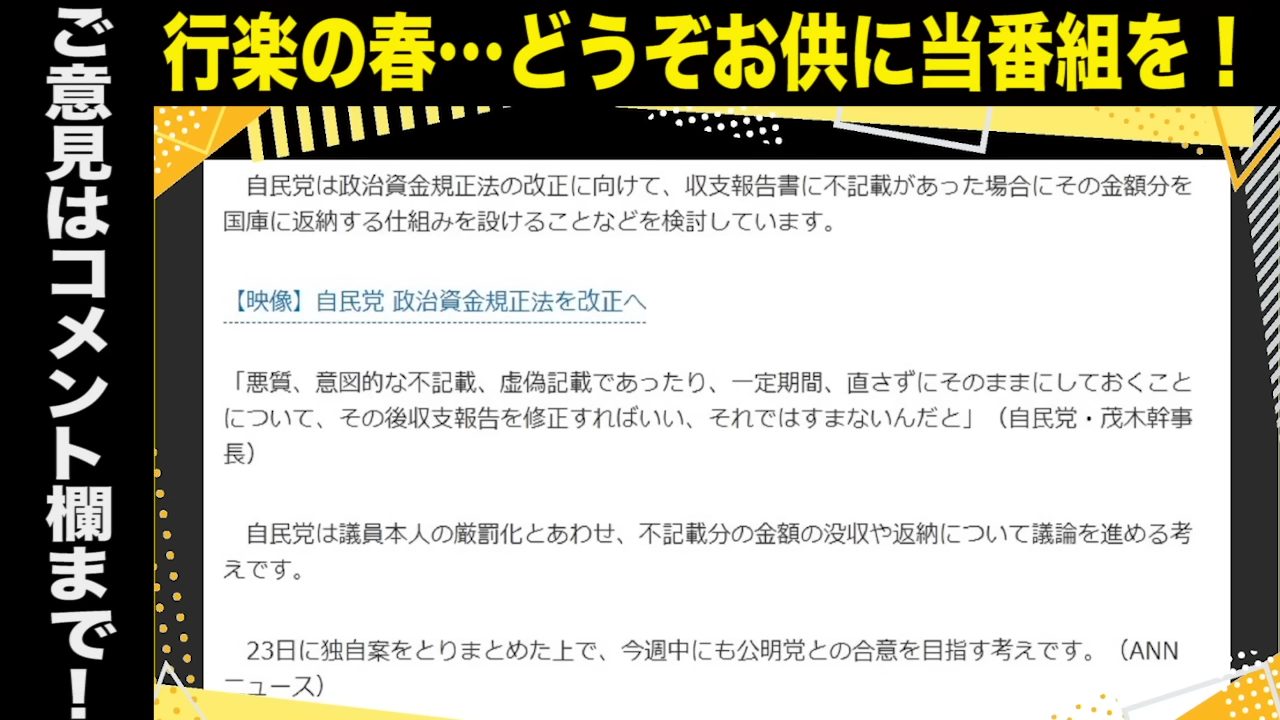 行楽の春…どうぞお供に当番組を！
ご意見はコメント欄まで！
自民党は政治資金規正法の改正に向けて、収支報告書に不記載があった場合にその金額分を
国庫に返納する仕組みを設けることなどを検討しています。
【映像】自民党 政治資金規正法を改正へ
「悪質、意図的な不記載、虚偽記載であったり、一定期間、直さずにそのままにしておくこと
について、その後収支報告を修正すればいい、それではすまないんだと」（自民党・茂木幹事
長）
自民党は議員本人の厳罰化とあわせ、不記載分の金額の没収や返納について議論を進める考
えです。
23日に独自案をとりまとめた上で、今週中にも公明党との合意を目指す考えです。（ANN
ニュース）